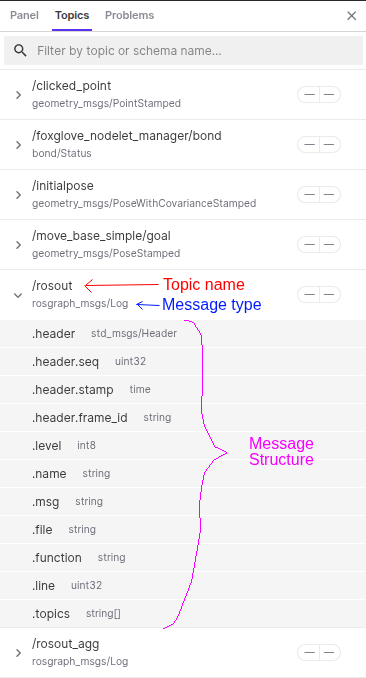 Panel Topics Problems
Filter by topic or schema name...
/clicked_point
geometry_msgs/PointStamped
/foxglove_nodelet_manager/bond
bond/Status
/initialpose
geometry_msgs/PoseWithCovarianceStamped
/move_base_simple/goal
geometry_msgs/PoseStamped
/rosout Topic name
rosgraph_msgs/Log Message type
.header std_msgs/Header
.header.seq uint32
.header.stamp time
.header.frame_id string
.level int8
.name string
.msg string
.file string
.function string
.line uint32
.topics string[]
Message
Structure
/rosout_agg
rosgraph_msgs/Log